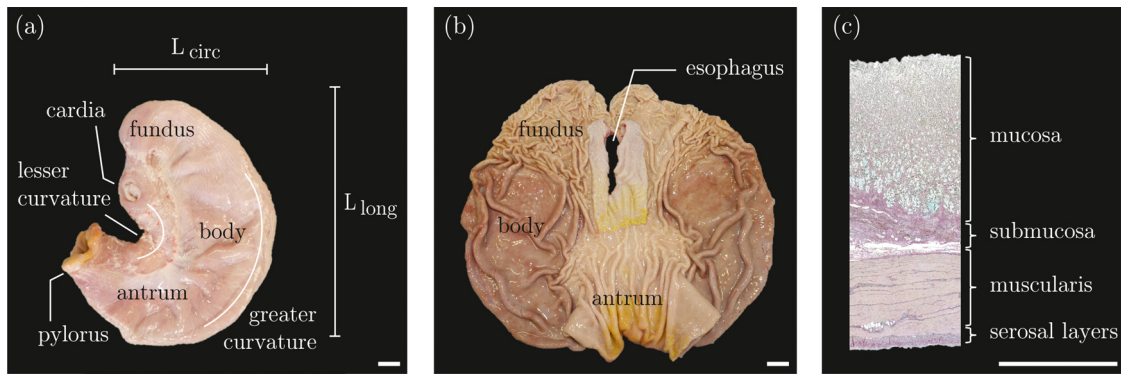 (a)
L circ
cardia
fundus
lesser
curvature
L long
body
antrum
pylorus
greater
curvature
(b)
esophagus
fundus
body
antrum
(c)
mucosa
submucosa
muscularis
serosal layers